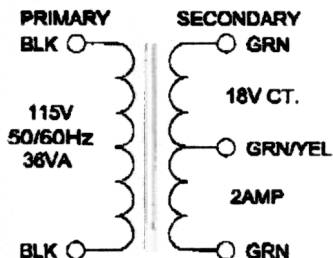 PRIMARY
SECONDARY
BLK
GRN
115V
50/60Hz
36VA
18V CT.
GRN/YEL
2AMP
BLK
GRN